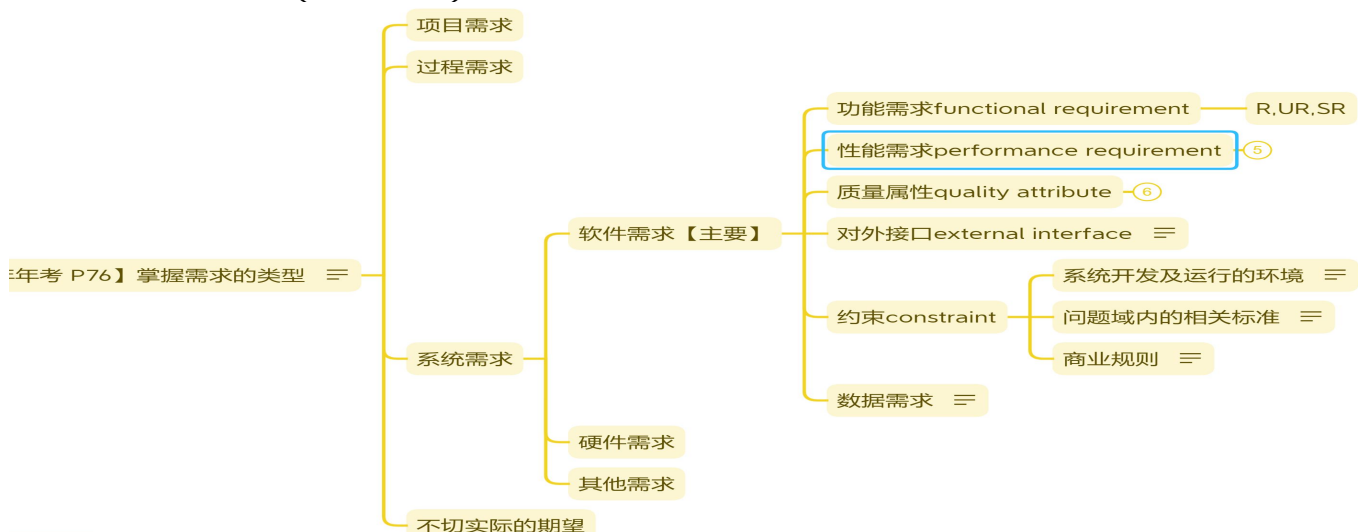 项目需求
过程需求
功能需求functional requirement
R,UR,SR
性能需求performance requirement
5
质量属性quality attribute
6
软件需求【主要】
对外接口external interface
年考 P76】掌握需求的类型
系统开发及运行的环境
约束constraint
问题域内的相关标准
系统需求
商业规则
数据需求
硬件需求
其他需求
不切实际的期望